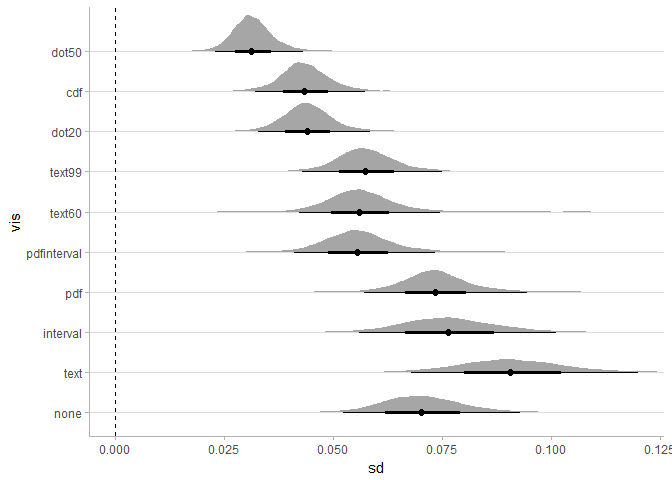 dot50
cdf
dot20
text99
text60
pdfinterval
pdf
interval
text
none
vis
0.000 0.025 0.050 0.075 0.100 0.125
sd